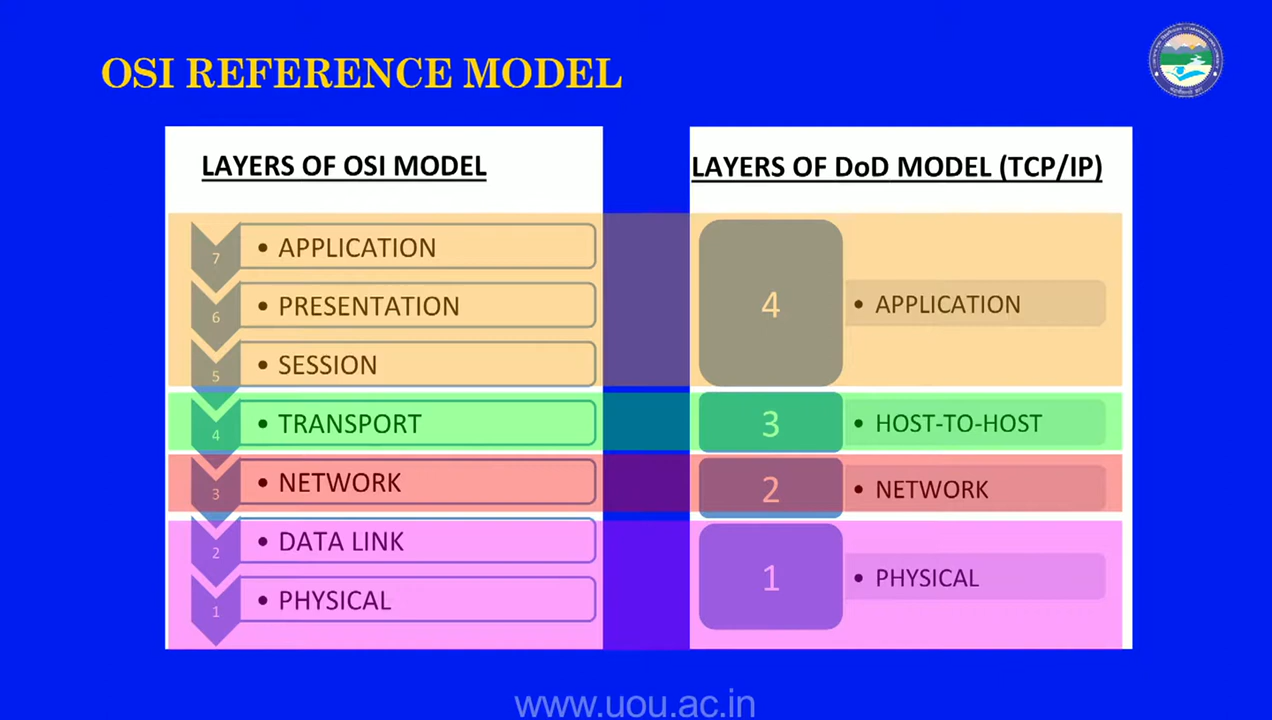 OSI REFERENCE MODEL
LAYERS OF OSI MODEL
7
• APPLICATION
6
• PRESENTATION
5
• SESSION
4
• TRANSPORT
3
• NETWORK
2
• DATA LINK
1
• PHYSICAL
LAYERS OF DoD MODEL (TCP/IP)
4
• APPLICATION
3
• HOST-TO-HOST
2
• NETWORK
1
• PHYSICAL
www.uou.ac.in